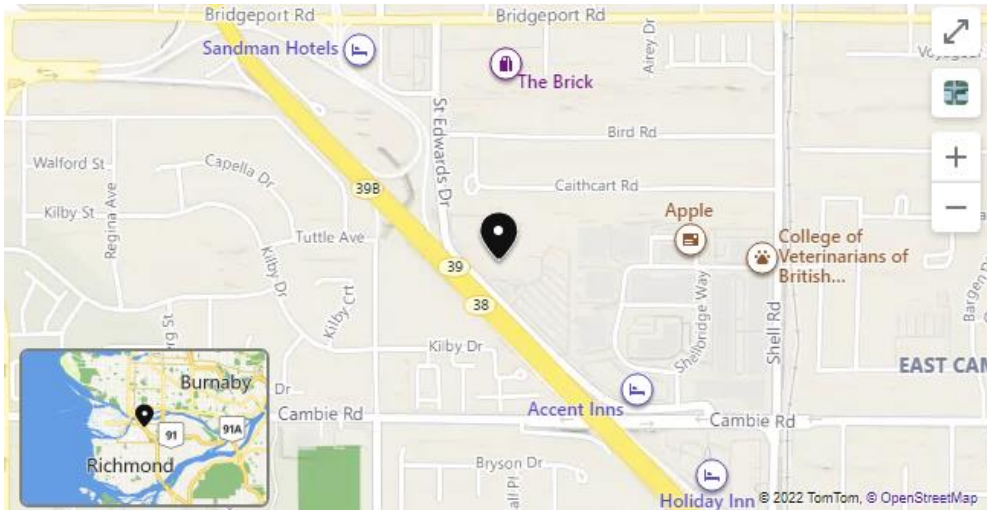 Bridgeport Rd
Bridgeport Rd
Sandman Hotels
The Brick
Airey Dr
St Edwards Dr
Bird Rd
Walford St
Capella Dr
39B
Caithcart Rd
Regina Ave
Kilby St
Tuttle Ave
Apple
College of
Veterinarians of
British...
Kilby Dr
39
38
Kilby Crt
Shellbridge Way
Shell Rd
Kilby Dr
EAST CAM
Burnaby
Dr
Accent Inns
Cambie Rd
Cambie Rd
91
91A
Richmond
Bryson Dr
Holiday Inn
© 2022 TomTom, © OpenStreetMap